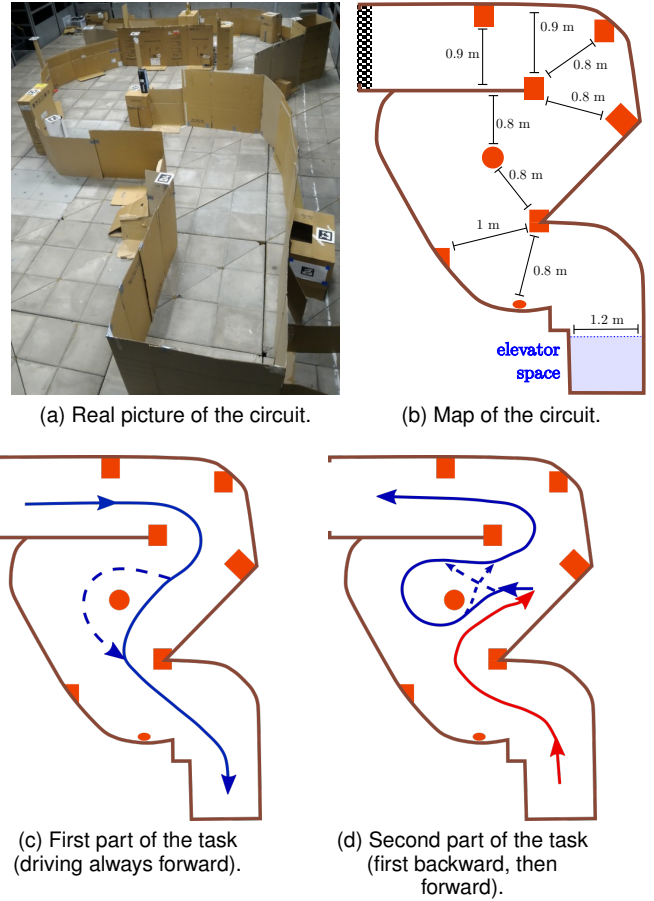 0.9 m
0.9 m
0.8 m
0.8 m
0.8 m
0.8 m
1 m
0.8 m
1.2 m
elevator
space
(a) Real picture of the circuit.
(b) Map of the circuit.
(c) First part of the task
(driving always forward).
(d) Second part of the task
(first backward, then
forward).